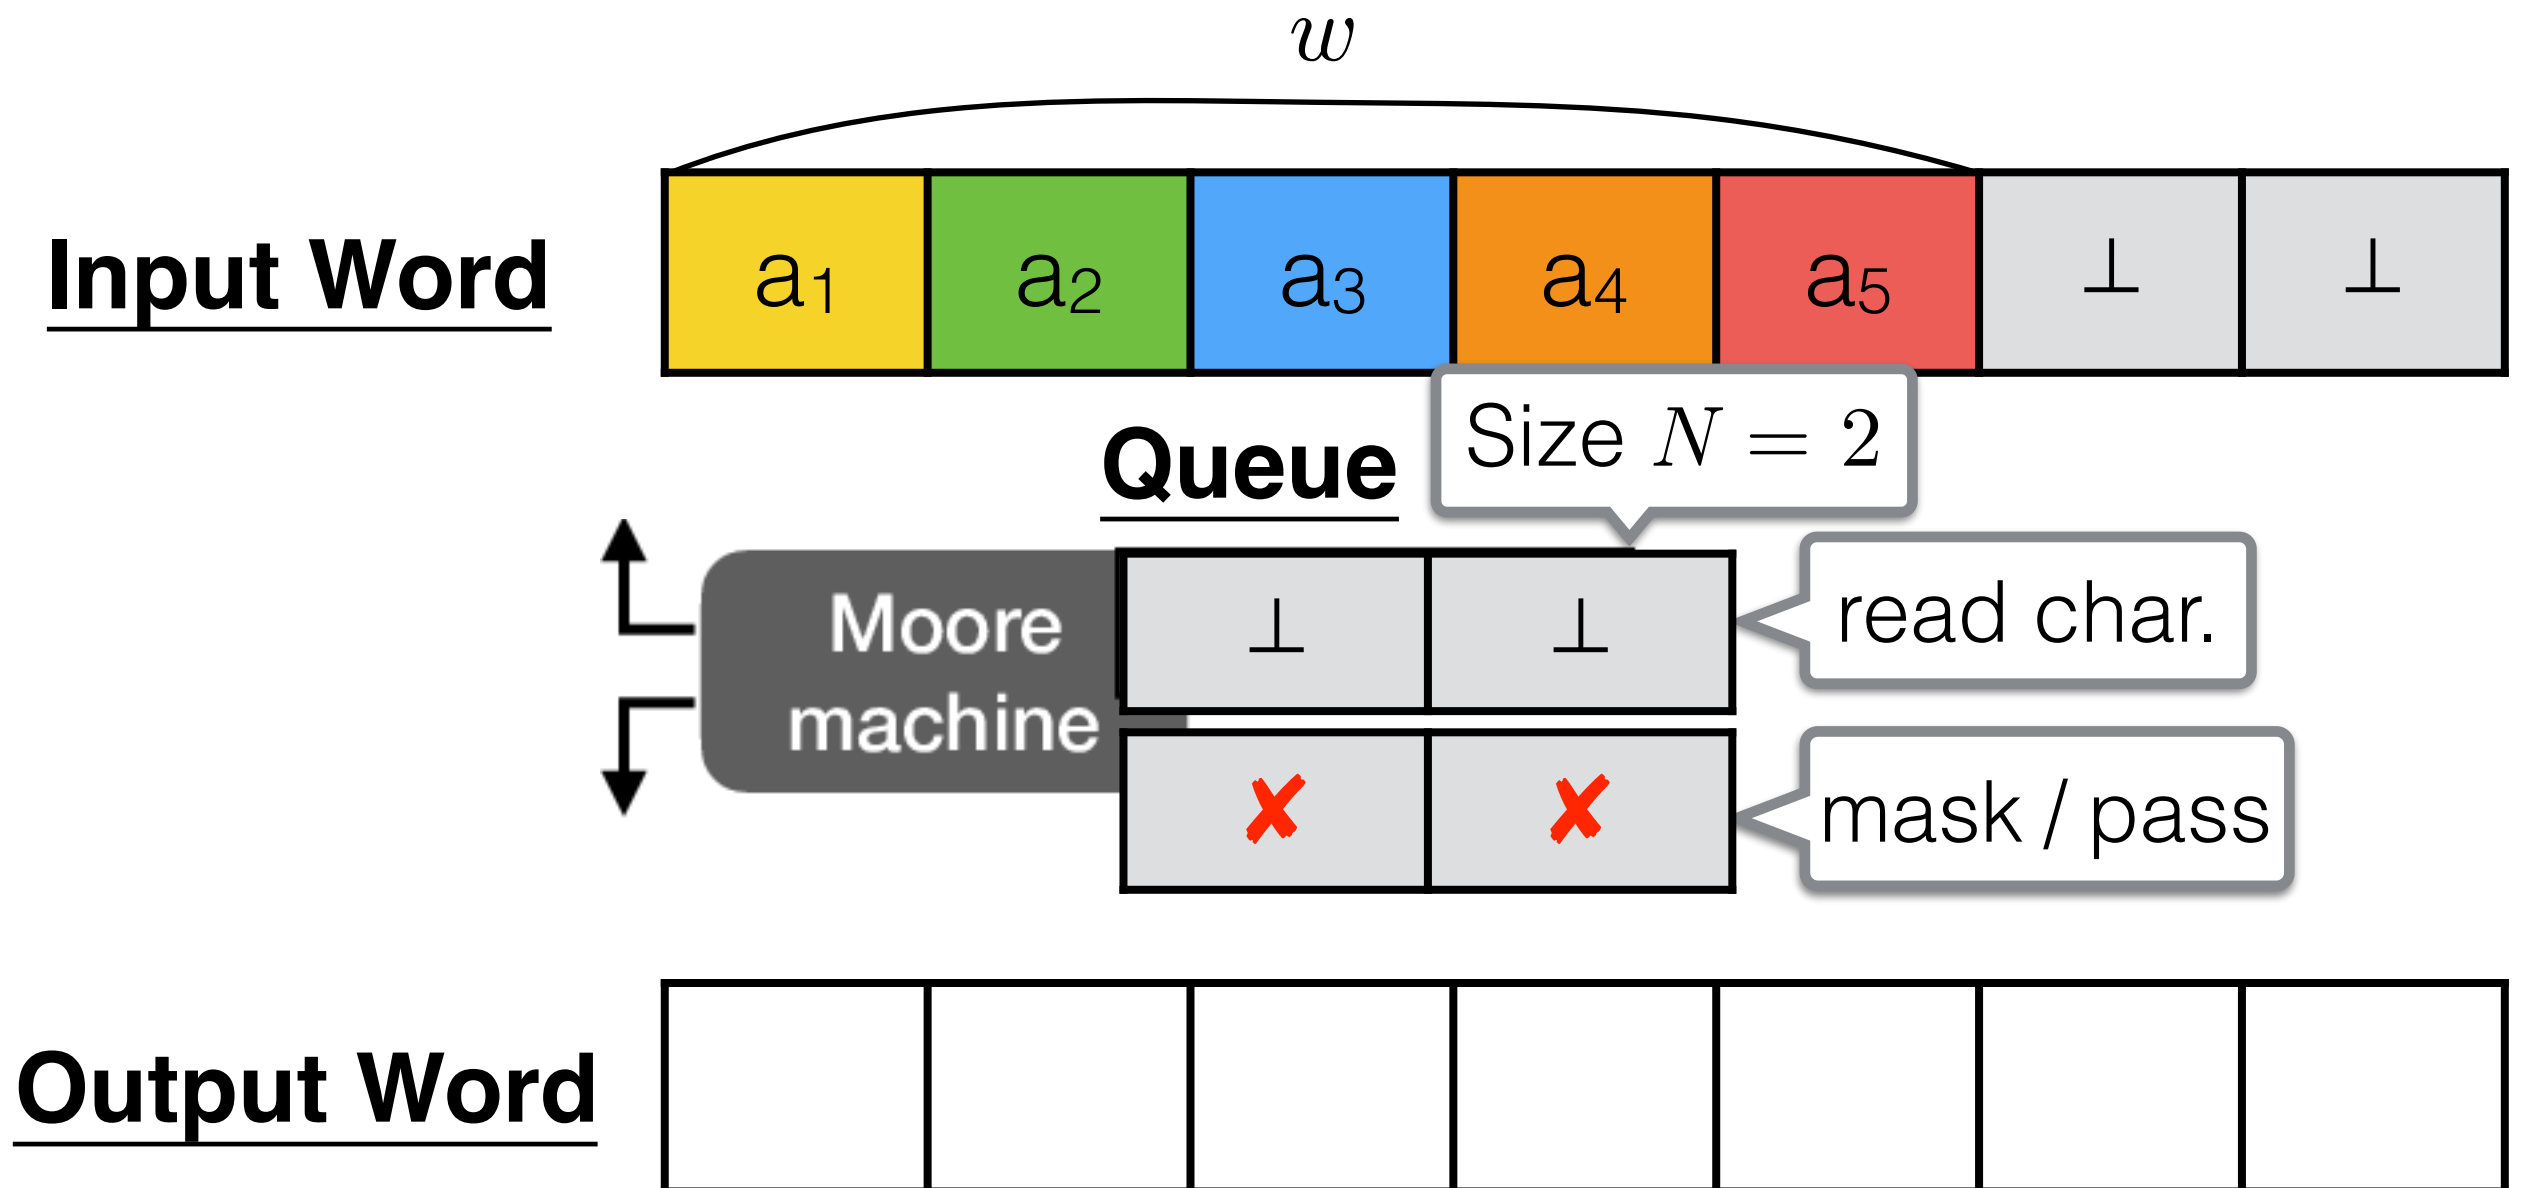 w
Input Word
a1 a2 a3 a4 a5 ⊥ ⊥
Queue
Size N = 2
Moore
machine
⊥ ⊥
read char.
✘ ✘
mask / pass
Output Word